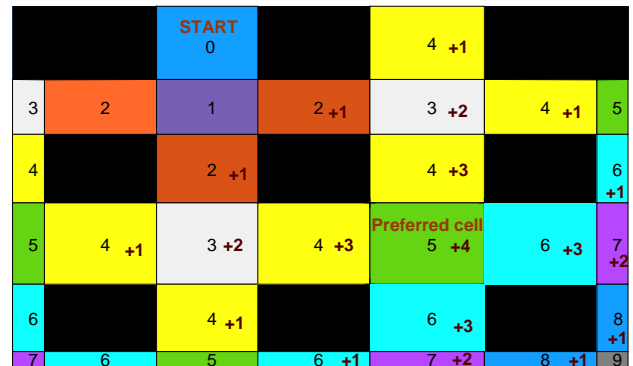 START
0
4 +1
3 2 1 2 +1 3 +2 4 +1 5
4 2 +1 4 +3 6 +1
Preferred cell
5 4 +1 3 +2 4 +3 5 +4 6 +3 7 +2
6 4 +1 6 +3 8 +1
7 6 5 6 +1 7 +2 8 +1 9